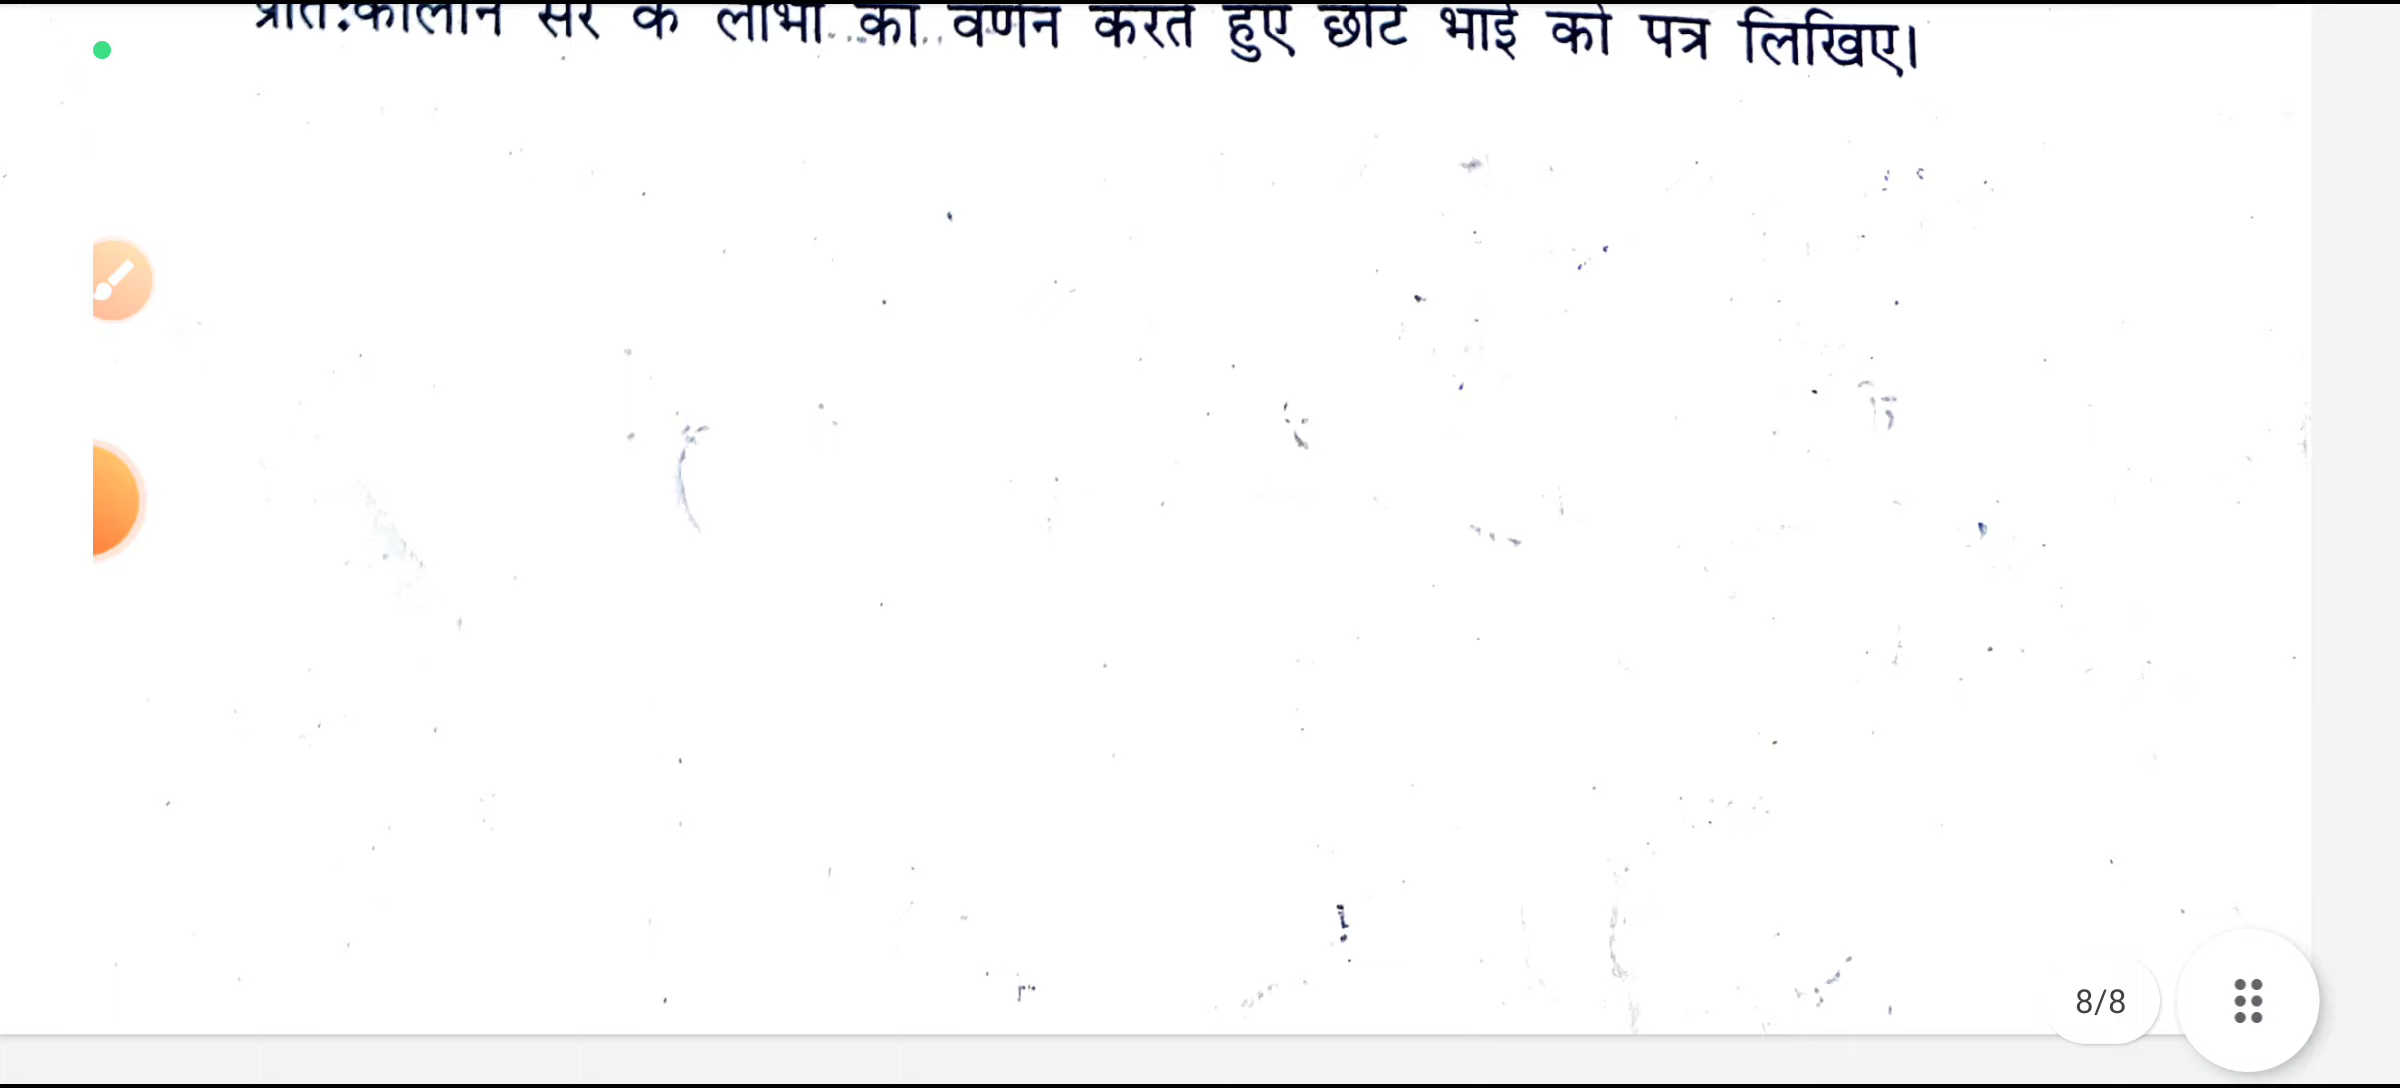 प्रातःकालीन सैर के लाभों का वर्णन करते हुए छोटे भाई को पत्र लिखिए।
8/8